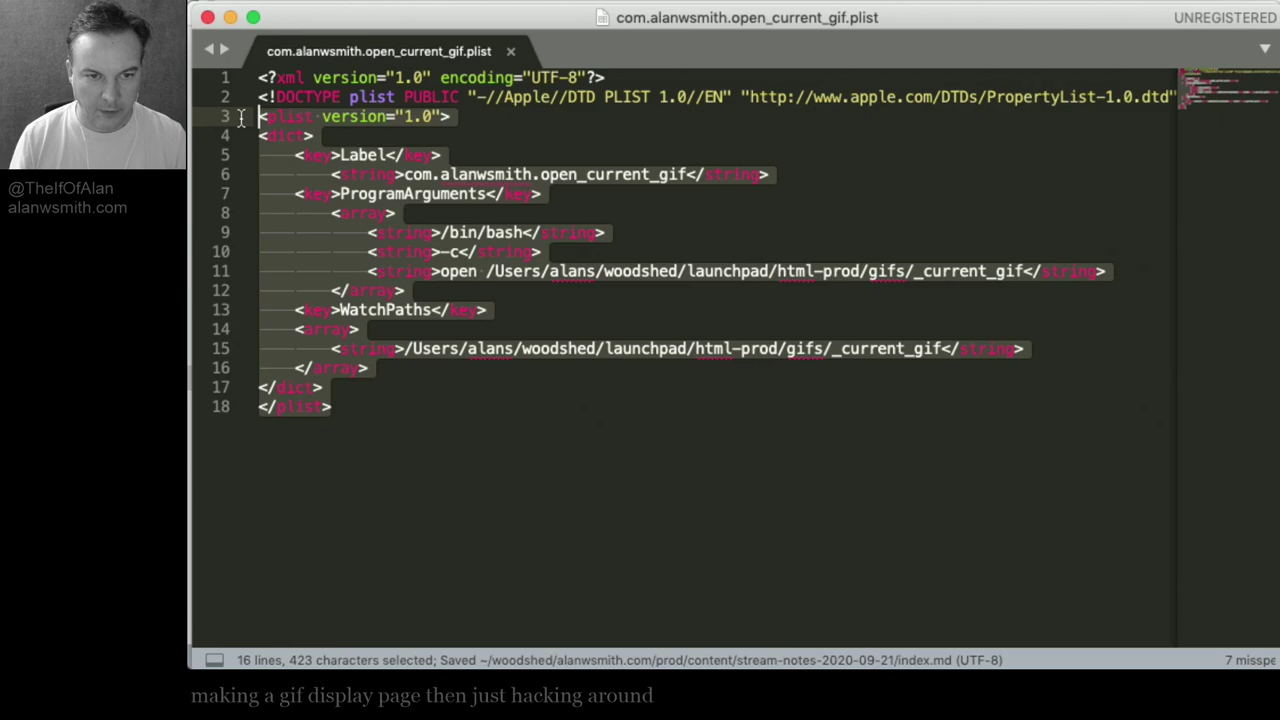 com.alanwsmith.open_current_gif.plist
UNREGISTERED
com.alanwsmith.open_current_gif.plist ×
1 <?xml version="1.0" encoding="UTF-8"?>
2 <!DOCTYPE plist PUBLIC "-//Apple//DTD PLIST 1.0//EN" "http://www.apple.com/DTDs/PropertyList-1.0.dtd"
3 <plist version="1.0">
4 <dict>
5 <key>Label</key>
6 <string>com.alanwsmith.open_current_gif</string>
7 <key>ProgramArguments</key>
8 <array>
9 <string>/bin/bash</string>
10 <string>-c</string>
11 <string>open /Users/alans/woodshed/launchpad/html-prod/gifs/_current_gif</string>
12 </array>
13 <key>WatchPaths</key>
14 <array>
15 <string>/Users/alans/woodshed/launchpad/html-prod/gifs/_current_gif</string>
16 </array>
17 </dict>
18 </plist>
@TheIfOfAlan
alanwsmith.com
16 lines, 423 characters selected; Saved ~/woodshed/alanwsmith.com/prod/content/stream-notes-2020-09-21/index.md (UTF-8)
7 misspe
making a gif display page then just hacking around